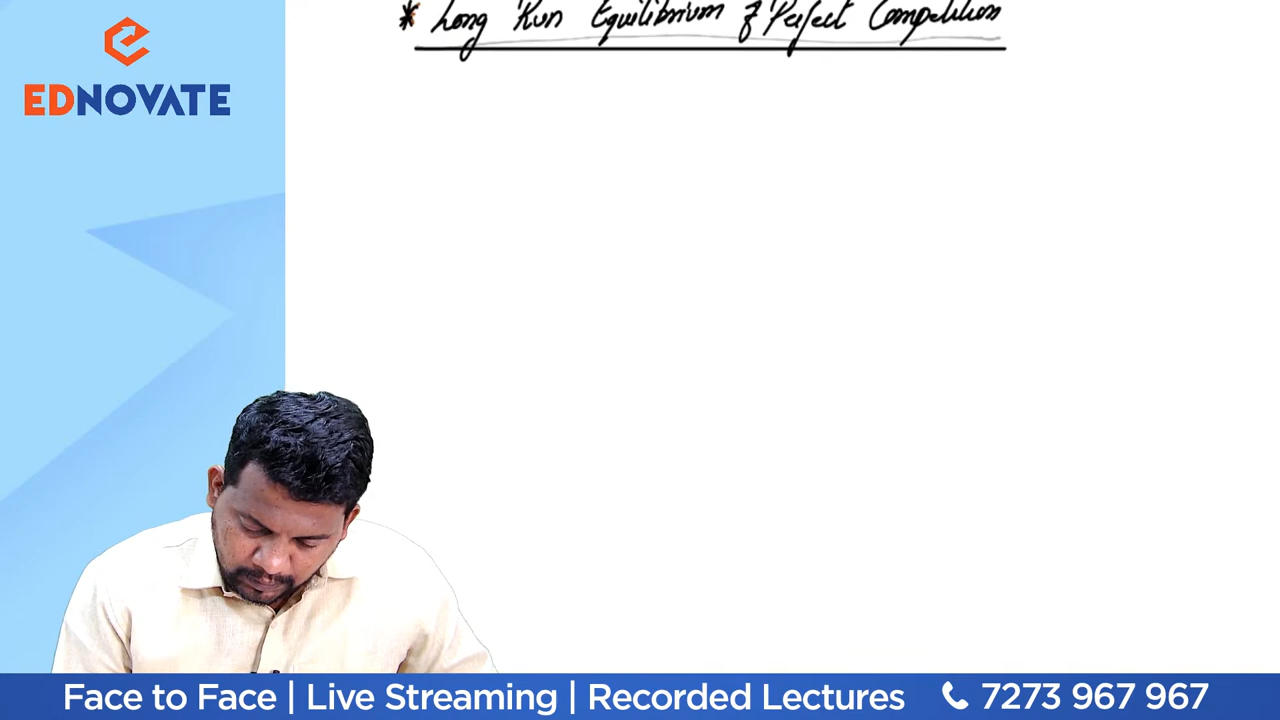 * Long Run Equilibrium of Perfect Competition
EDNOVATE
Face to Face | Live Streaming | Recorded Lectures 7273 967 967